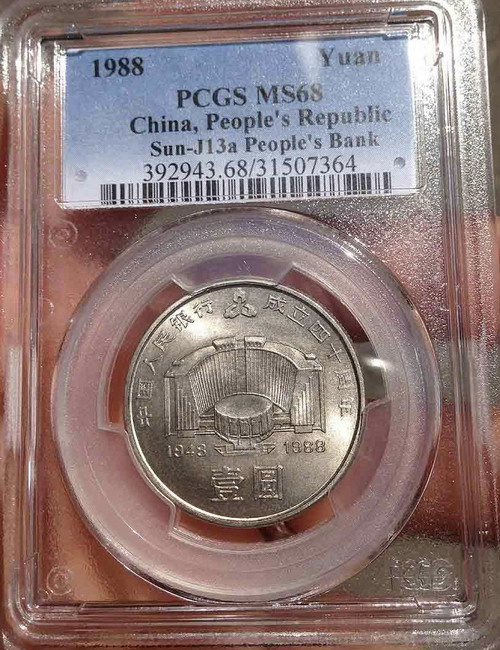 1988 Yuan
PCGS MS68
China, People's Republic
Sun-J13a People's Bank
392943.68/31507364
中国人民银行 成立四十周年
1948 1988
壹圆